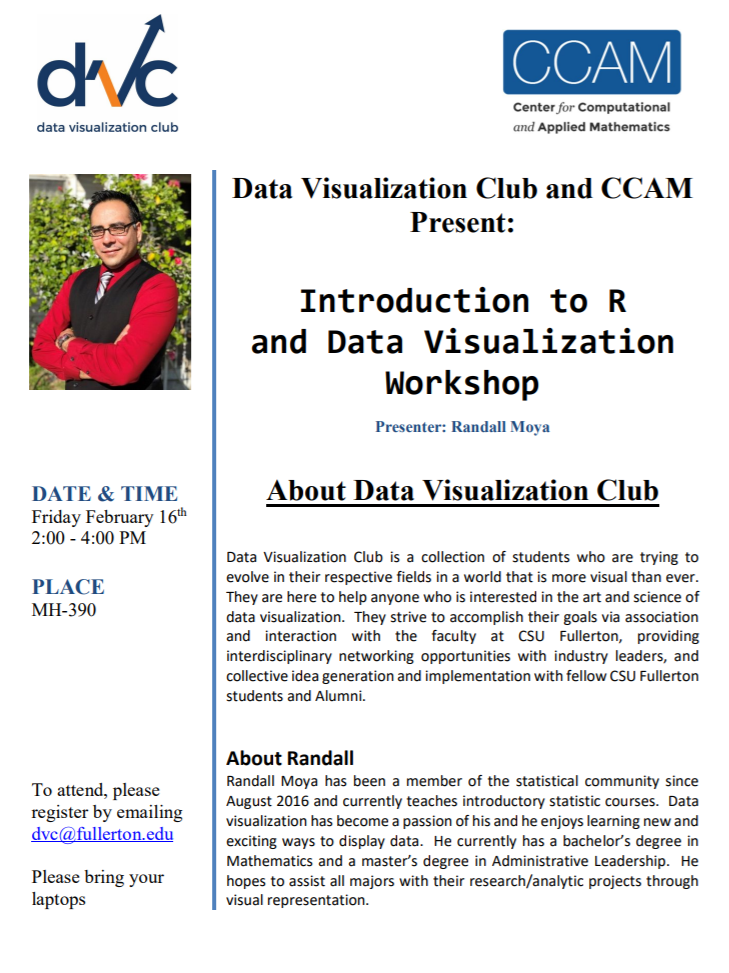 dvc
data visualization club
CCAM
Center for Computational
and Applied Mathematics
Data Visualization Club and CCAM
Present:
Introduction to R
and Data Visualization
Workshop
Presenter: Randall Moya
DATE & TIME
Friday February 16th
2:00 - 4:00 PM
PLACE
MH-390
To attend, please
register by emailing
dvc@fullerton.edu
Please bring your
laptops
About Data Visualization Club
Data Visualization Club is a collection of students who are trying to
evolve in their respective fields in a world that is more visual than ever.
They are here to help anyone who is interested in the art and science of
data visualization. They strive to accomplish their goals via association
and interaction with the faculty at CSU Fullerton, providing
interdisciplinary networking opportunities with industry leaders, and
collective idea generation and implementation with fellow CSU Fullerton
students and Alumni.
About Randall
Randall Moya has been a member of the statistical community since
August 2016 and currently teaches introductory statistic courses. Data
visualization has become a passion of his and he enjoys learning new and
exciting ways to display data. He currently has a bachelor’s degree in
Mathematics and a master’s degree in Administrative Leadership. He
hopes to assist all majors with their research/analytic projects through
visual representation.